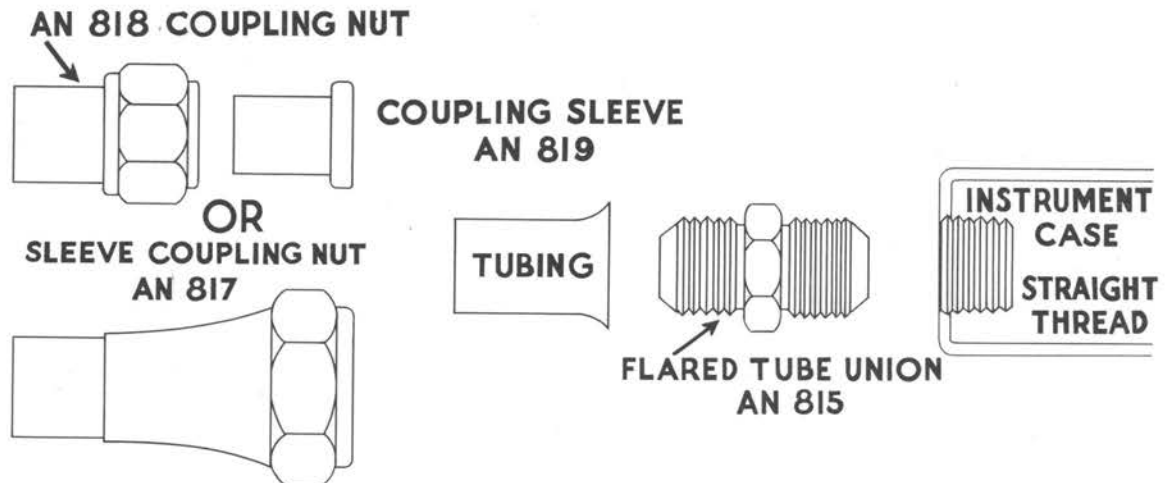 AN 818 COUPLING NUT
COUPLING SLEEVE
AN 819
OR
SLEEVE COUPLING NUT
AN 817
TUBING
FLARED TUBE UNION
AN 815
INSTRUMENT
CASE
STRAIGHT
THREAD